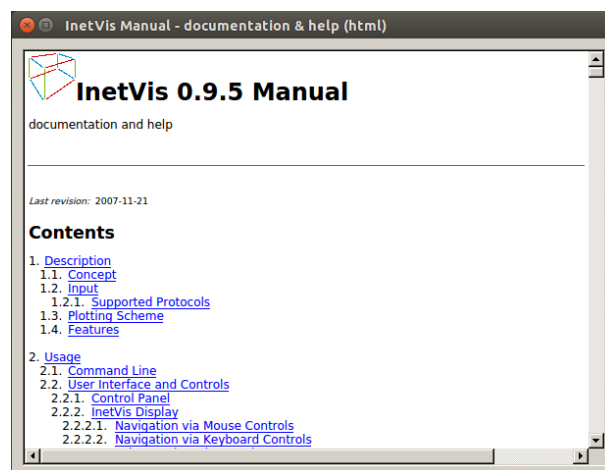 InetVis Manual - documentation & help (html)
InetVis 0.9.5 Manual
documentation and help
Last revision: 2007-11-21
Contents
1. Description
1.1. Concept
1.2. Input
1.2.1. Supported Protocols
1.3. Plotting Scheme
1.4. Features
2. Usage
2.1. Command Line
2.2. User Interface and Controls
2.2.1. Control Panel
2.2.2. InetVis Display
2.2.2.1. Navigation via Mouse Controls
2.2.2.2. Navigation via Keyboard Controls